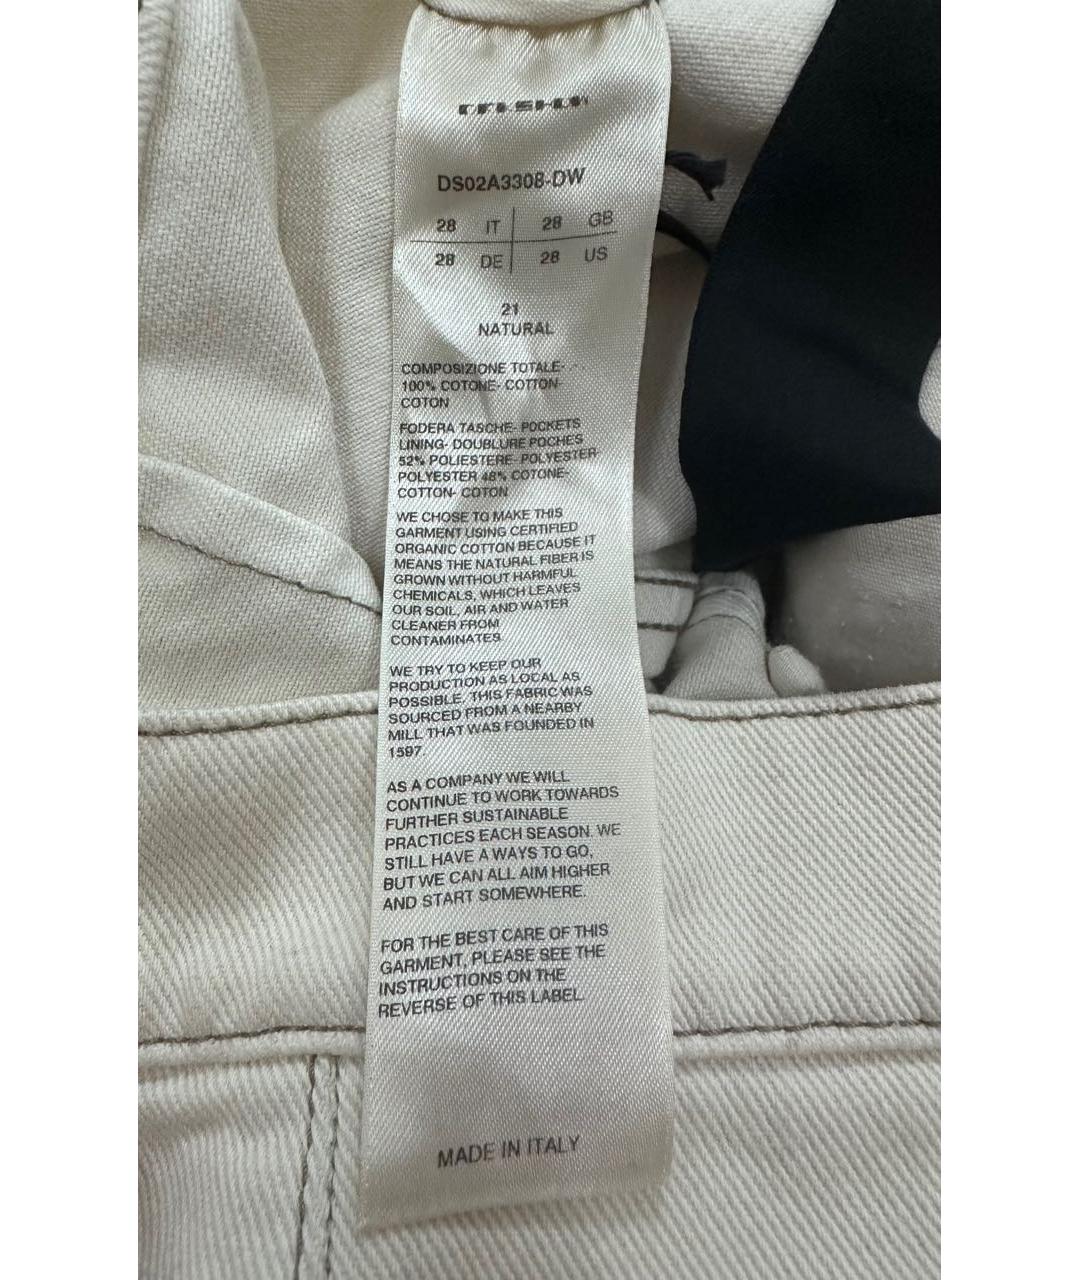 DS02A3308-DW
28 IT 28 GB
28 DE 28 US
21
NATURAL
COMPOSIZIONE TOTALE-
100% COTONE- COTTON-
COTON
FODERA TASCHE- POCKETS
LINING- DOUBLURE POCHES
52% POLIESTERE- POLYESTER
POLYESTER 48% COTONE-
COTTON- COTON
WE CHOSE TO MAKE THIS
GARMENT USING CERTIFIED
ORGANIC COTTON BECAUSE IT
MEANS THE NATURAL FIBER IS
GROWN WITHOUT HARMFUL
CHEMICALS, WHICH LEAVES
OUR SOIL, AIR AND WATER
CLEANER FROM
CONTAMINATES.
WE TRY TO KEEP OUR
PRODUCTION AS LOCAL AS
POSSIBLE. THIS FABRIC WAS
SOURCED FROM A NEARBY
MILL THAT WAS FOUNDED IN
1597.
AS A COMPANY WE WILL
CONTINUE TO WORK TOWARDS
FURTHER SUSTAINABLE
PRACTICES EACH SEASON. WE
STILL HAVE A WAYS TO GO,
BUT WE CAN ALL AIM HIGHER
AND START SOMEWHERE.
FOR THE BEST CARE OF THIS
GARMENT, PLEASE SEE THE
INSTRUCTIONS ON THE
REVERSE OF THIS LABEL.
MADE IN ITALY